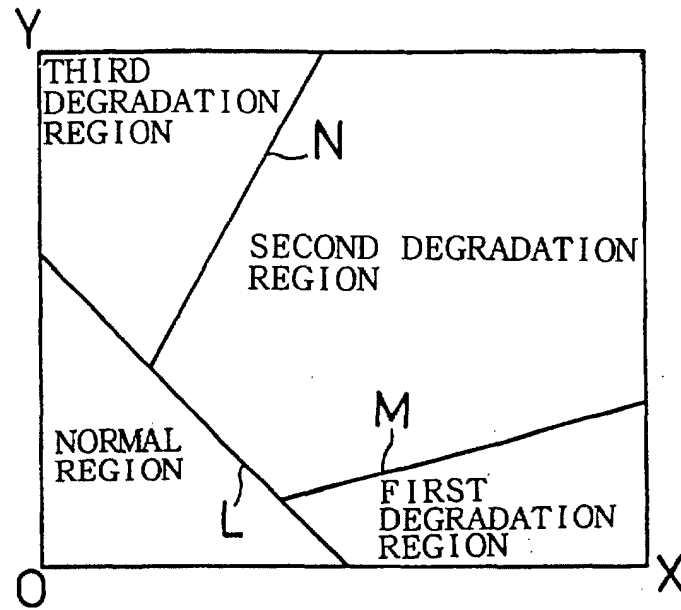 Y
THIRD
DEGRADATION
REGION
N
SECOND DEGRADATION
REGION
M
NORMAL
REGION
L
FIRST
DEGRADATION
REGION
O
X